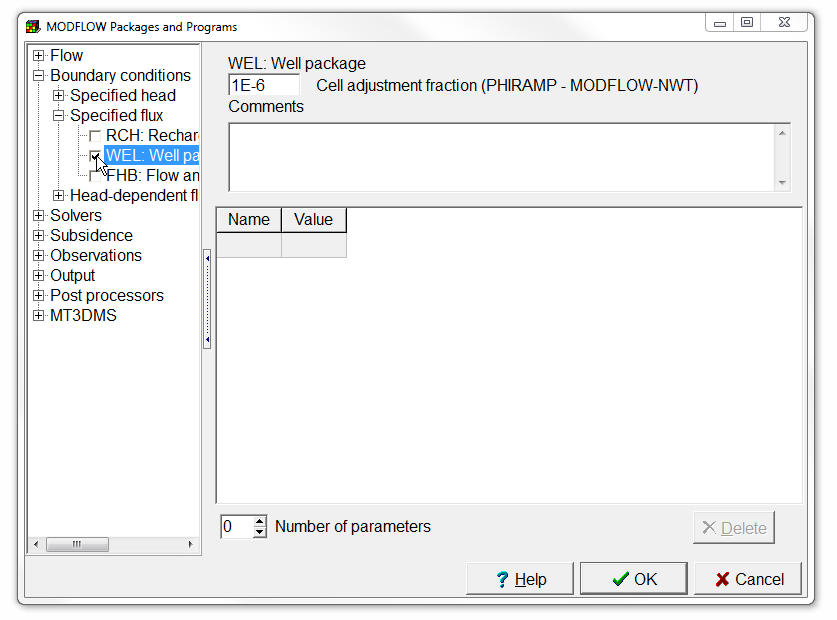 MODFLOW Packages and Programs
Flow
Boundary conditions
Specified head
Specified flux
RCH: Rechar
WEL: Well pa
FHB: Flow an
Head-dependent fl
Solvers
Subsidence
Observations
Output
Post processors
MT3DMS
WEL: Well package
1E-6 Cell adjustment fraction (PHIRAMP - MODFLOW-NWT)
Comments
Name Value
0 Number of parameters
Delete
? Help
OK
Cancel